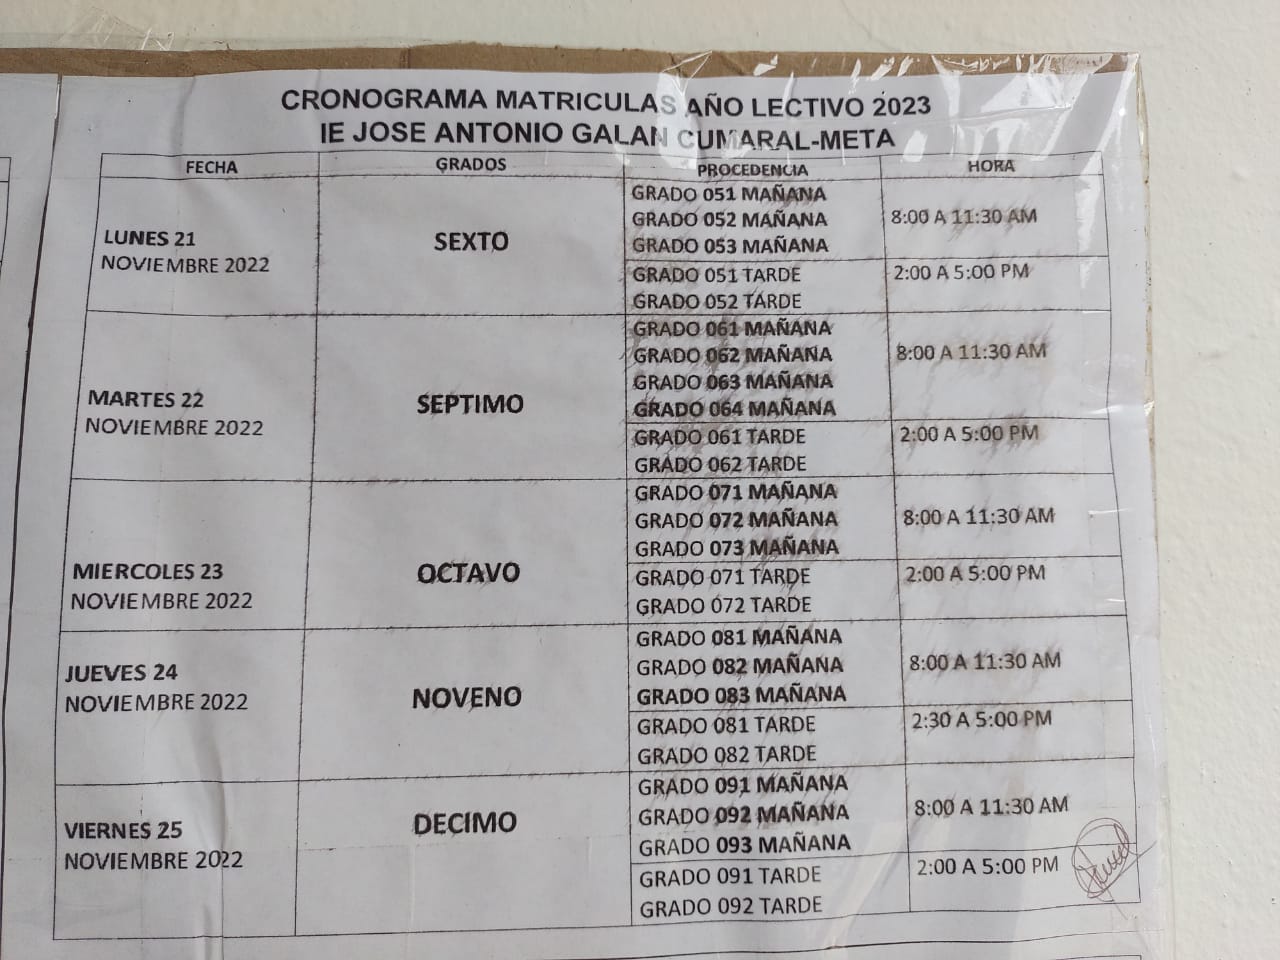 CRONOGRAMA MATRICULAS AÑO LECTIVO 2023
IE JOSE ANTONIO GALAN CUMARAL-META
FECHA GRADOS PROCEDENCIA HORA
LUNES 21
NOVIEMBRE 2022
SEXTO
GRADO 051 MAÑANA
GRADO 052 MAÑANA
GRADO 053 MAÑANA
8:00 A 11:30 AM
GRADO 051 TARDE
GRADO 052 TARDE
2:00 A 5:00 PM
MARTES 22
NOVIEMBRE 2022
SEPTIMO
GRADO 061 MAÑANA
GRADO 062 MAÑANA
GRADO 063 MAÑANA
GRADO 064 MAÑANA
8:00 A 11:30 AM
GRADO 061 TARDE
GRADO 062 TARDE
2:00 A 5:00 PM
MIERCOLES 23
NOVIEMBRE 2022
OCTAVO
GRADO 071 MAÑANA
GRADO 072 MAÑANA
GRADO 073 MAÑANA
8:00 A 11:30 AM
GRADO 071 TARDE
GRADO 072 TARDE
2:00 A 5:00 PM
JUEVES 24
NOVIEMBRE 2022
NOVENO
GRADO 081 MAÑANA
GRADO 082 MAÑANA
GRADO 083 MAÑANA
8:00 A 11:30 AM
GRADO 081 TARDE
GRADO 082 TARDE
2:30 A 5:00 PM
VIERNES 25
NOVIEMBRE 2022
DECIMO
GRADO 091 MAÑANA
GRADO 092 MAÑANA
GRADO 093 MAÑANA
8:00 A 11:30 AM
GRADO 091 TARDE
GRADO 092 TARDE
2:00 A 5:00 PM